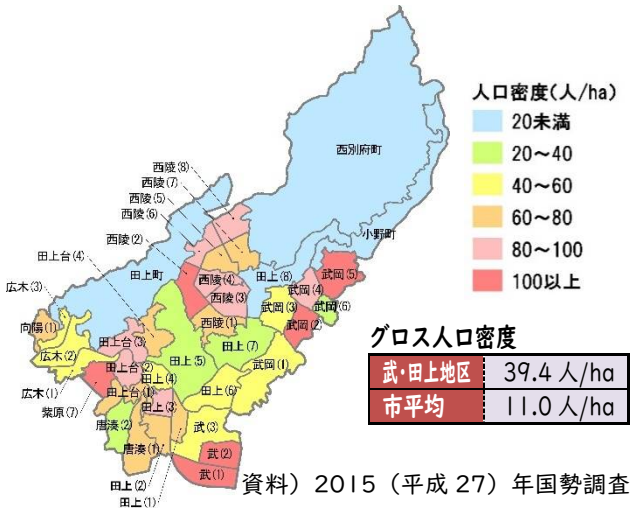 人口密度(人/ha)
20未満
20～40
40～60
60～80
80～100
100以上
西別府町
小野町
西陵(8)
西陵(7)
西陵(5)
西陵(6)
西陵(2)
田上台(4)
広木(3)
田上町
西陵(4)
西陵(3)
西陵(1)
田上(8)
武岡(5)
武岡(4)
武岡(6)
武岡(3)
武岡(2)
武岡(1)
向陽(1)
広木(2)
広木(1)
紫原(7)
田上台(3)
田上台(2)
田上台(1)
田上(4)
田上(5)
田上(7)
田上(6)
田上(3)
唐湊(2)
唐湊(1)
田上(2)
田上(1)
武(3)
武(2)
武(1)
グロス人口密度
武・田上地区 39.4 人/ha
市平均 11.0 人/ha
資料）2015（平成 27）年国勢調査